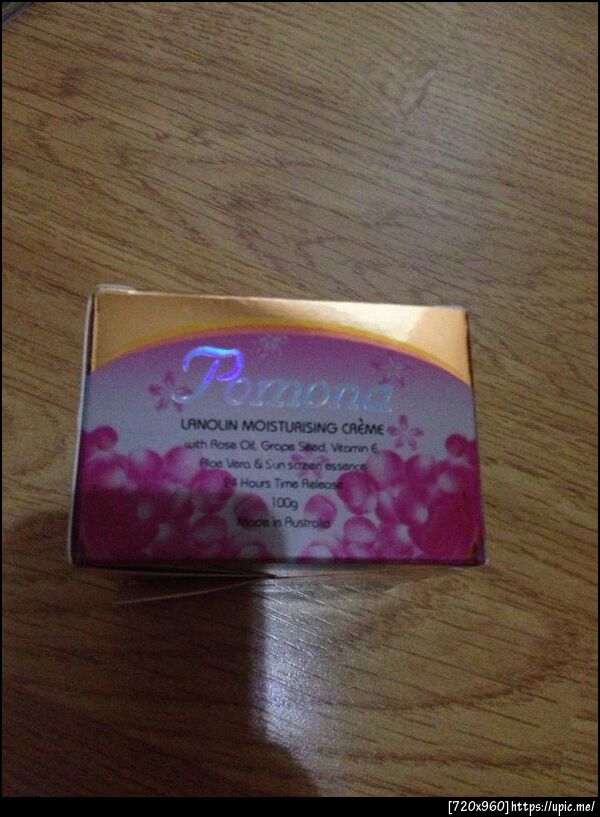 Pomona
LANOLIN MOISTURISING CRÈME
with Rose Oil, Grape Seed, Vitamin E,
Aloe Vera & Sun screen essence
24 Hours Time Release
100g
Made in Australia
[720x960]https://upic.me/